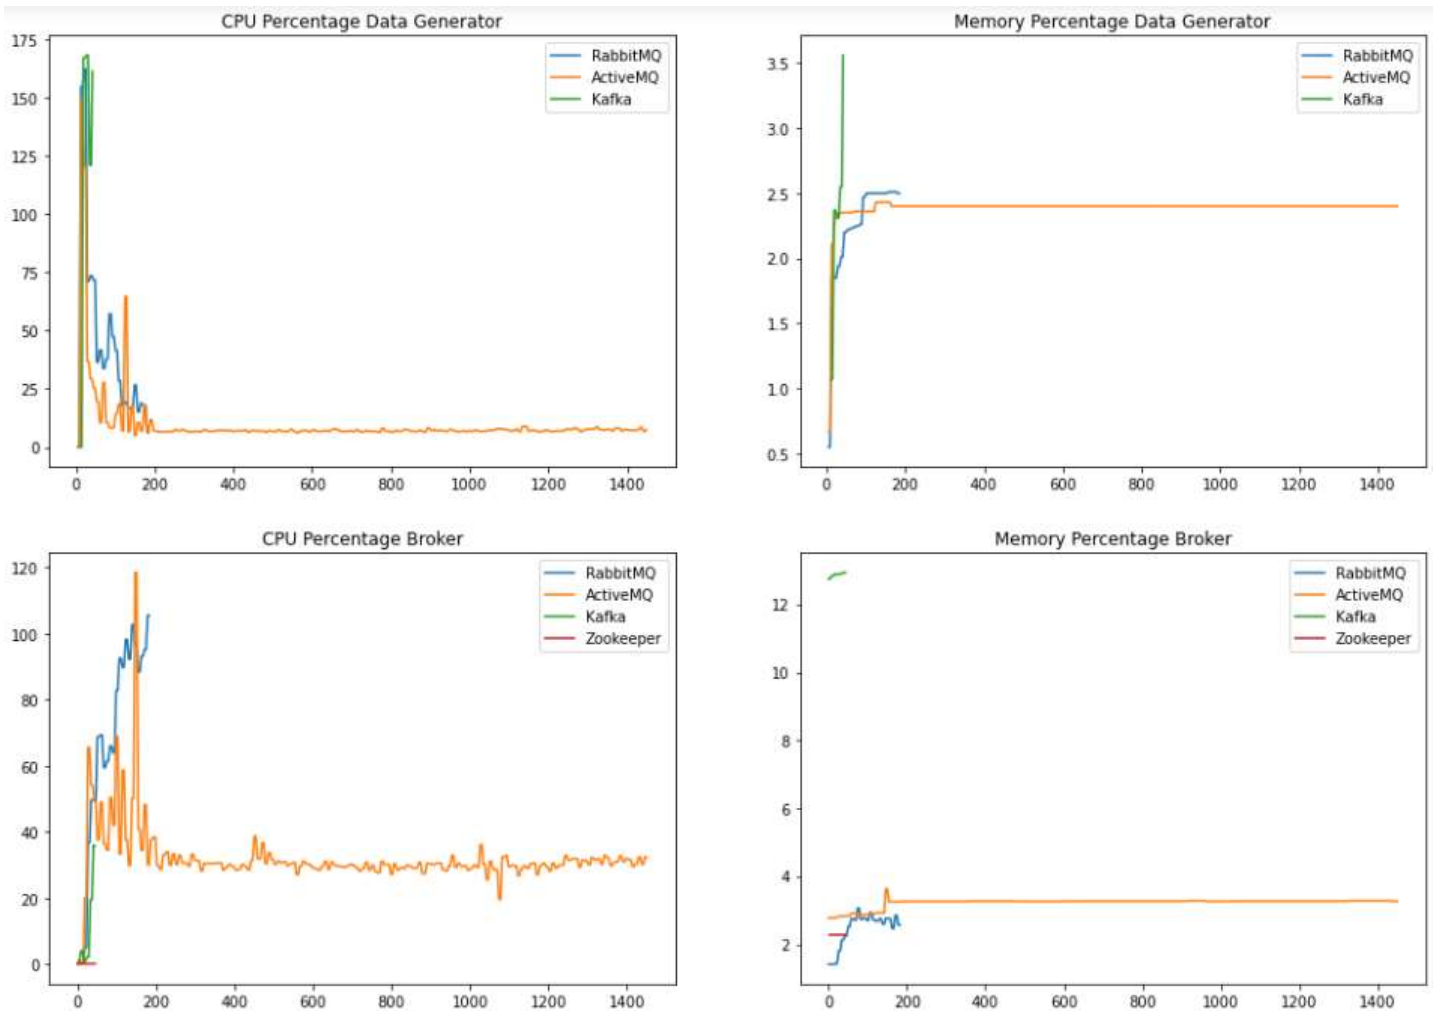 CPU Percentage Data Generator
175
150
125
100
75
50
25
0
0 200 400 600 800 1000 1200 1400
RabbitMQ
ActiveMQ
Kafka
Memory Percentage Data Generator
3.5
3.0
2.5
2.0
1.5
1.0
0.5
0 200 400 600 800 1000 1200 1400
RabbitMQ
ActiveMQ
Kafka
CPU Percentage Broker
120
100
80
60
40
20
0
0 200 400 600 800 1000 1200 1400
RabbitMQ
ActiveMQ
Kafka
Zookeeper
Memory Percentage Broker
12
10
8
6
4
2
0 200 400 600 800 1000 1200 1400
RabbitMQ
ActiveMQ
Kafka
Zookeeper